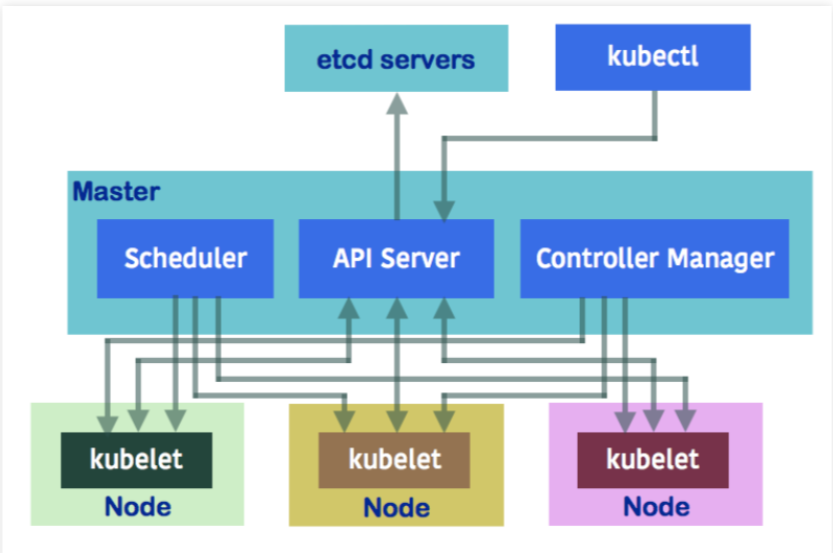 etcd servers
kubectl
Master
Scheduler
API Server
Controller Manager
kubelet
kubelet
kubelet
Node
Node
Node